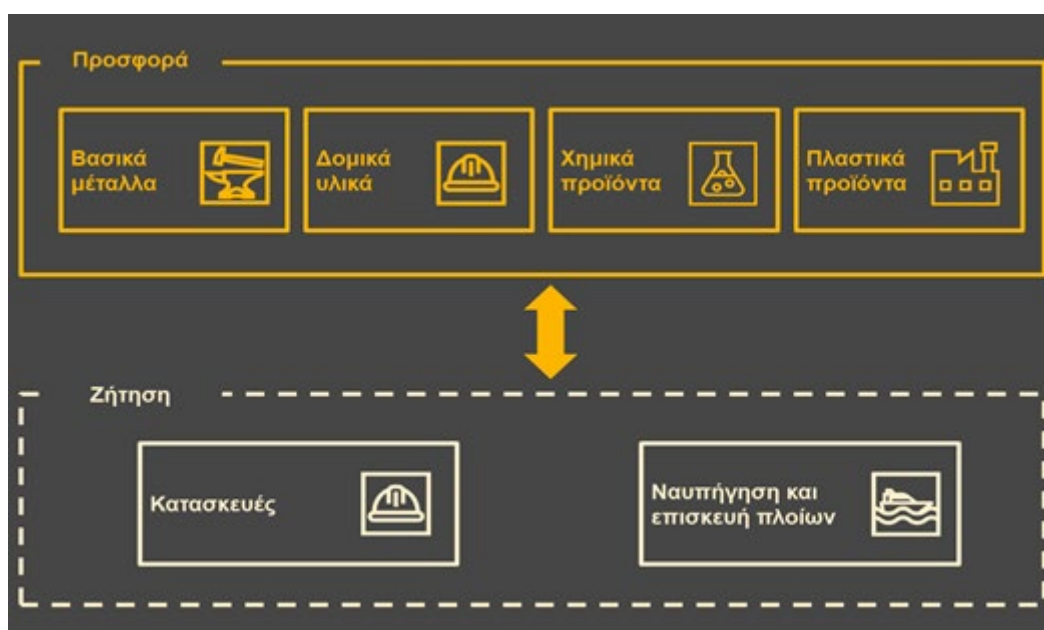 Προσφορά
Βασικά
μέταλλα
Δομικά
υλικά
Χημικά
προϊόντα
Πλαστικά
προϊόντα
Ζήτηση
Κατασκευές
Ναυπήγηση και
επισκευή πλοίων